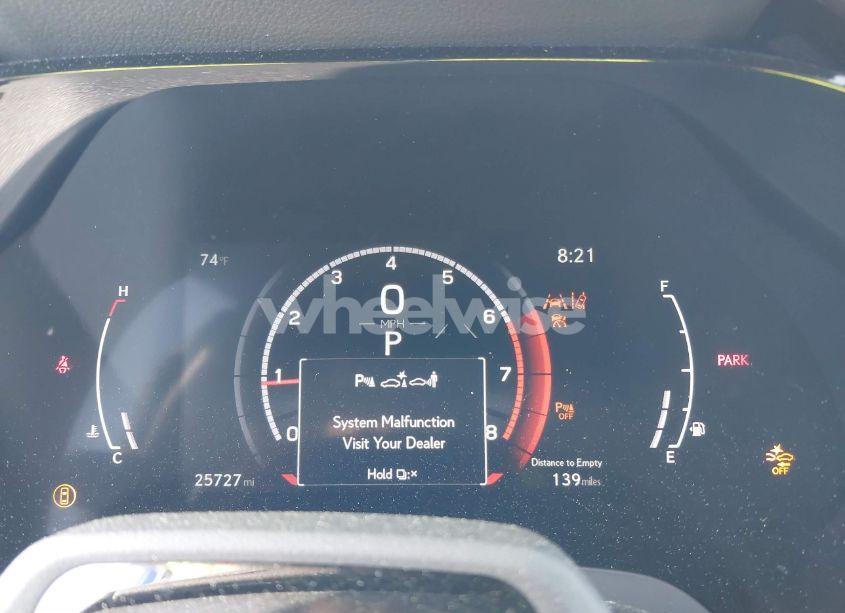 74°F
8:21
H
F
4
3
5
2
0
6
MPH
1
P
7
PARK
P
System Malfunction
P
OFF
Visit Your Dealer
0
8
C
E
Hold :×
Distance to Empty
OFF
25727 mi
139 miles
wheelwise